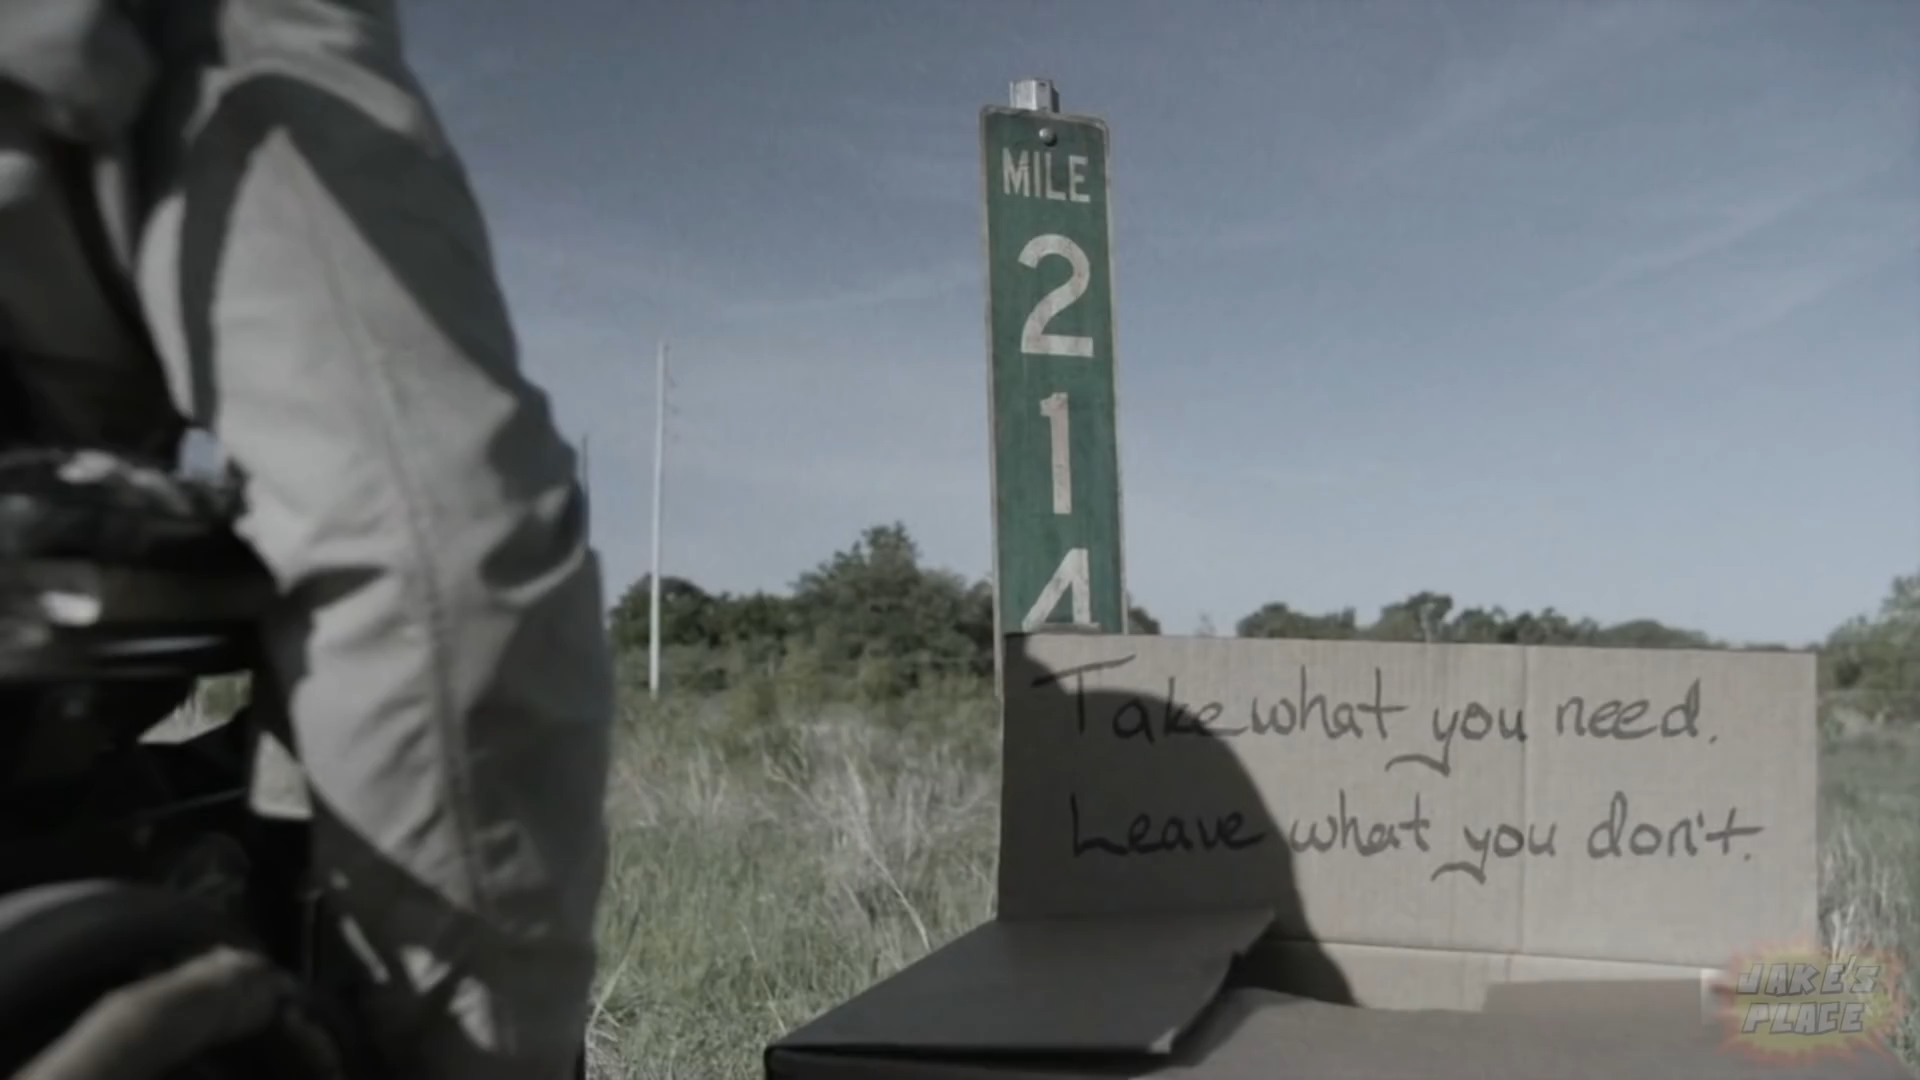 MILE
2
1
4
Take what you need.
Leave what you don't.
JAKE'S
PLACE